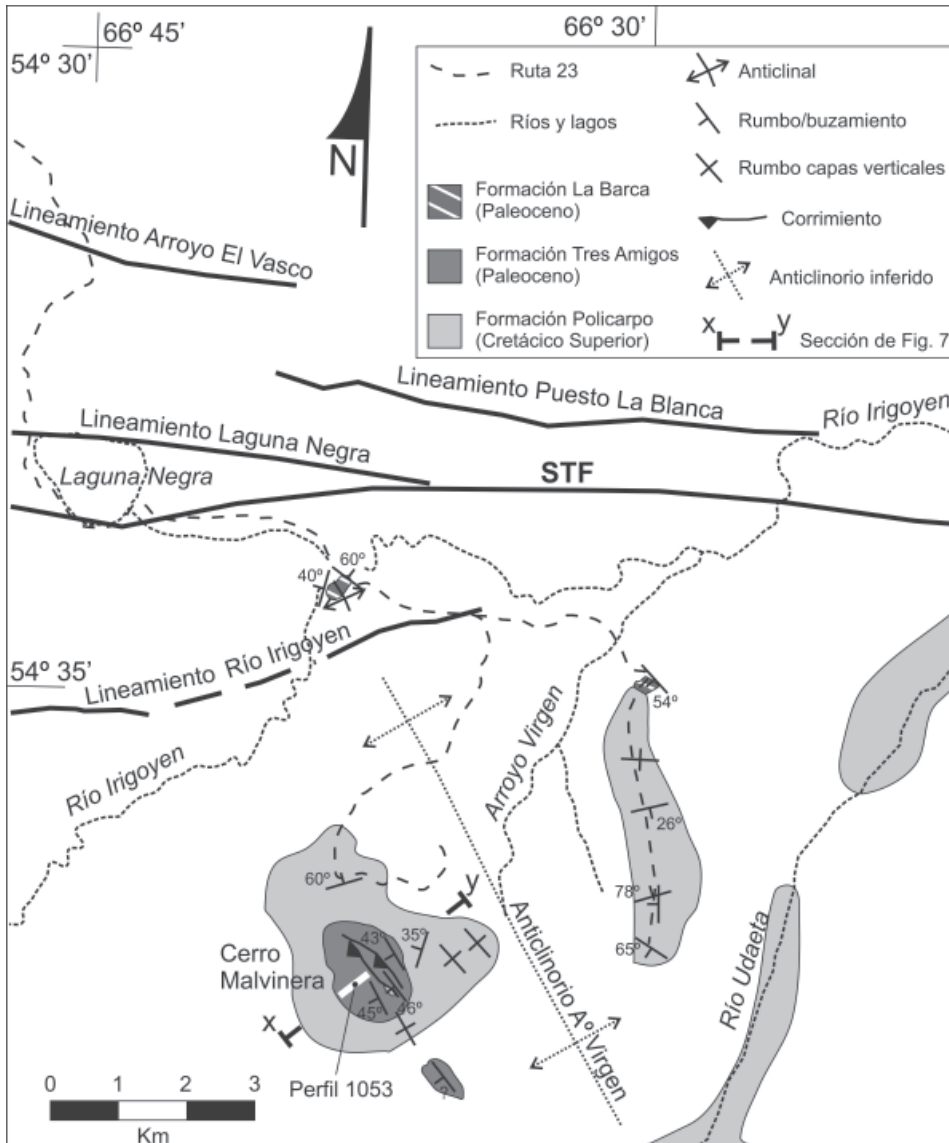 66º 45’
66º 30’
54º 30’
Ruta 23
Ríos y lagos
Formación La Barca
(Paleoceno)
Formación Tres Amigos
(Paleoceno)
Formación Policarpo
(Cretácico Superior)
Anticlinal
Rumbo/buzamiento
Rumbo capas verticales
Corrimiento
Anticlinorio inferido
x y
Sección de Fig. 7
N
Lineamiento Arroyo El Vasco
Lineamiento Puesto La Blanca
Río Irigoyen
Lineamiento Laguna Negra
Laguna Negra
STF
60º
40º
54º 35’
Lineamiento Río Irigoyen
54º
Río Irigoyen
Arroyo Virgen
26º
78º
65º
60º
y
43º
35º
Cerro
Malvinera
45º
46º
x
Perfil 1053
?
Anticlinorio Aº Virgen
Río Udaeta
0 1 2 3
Km